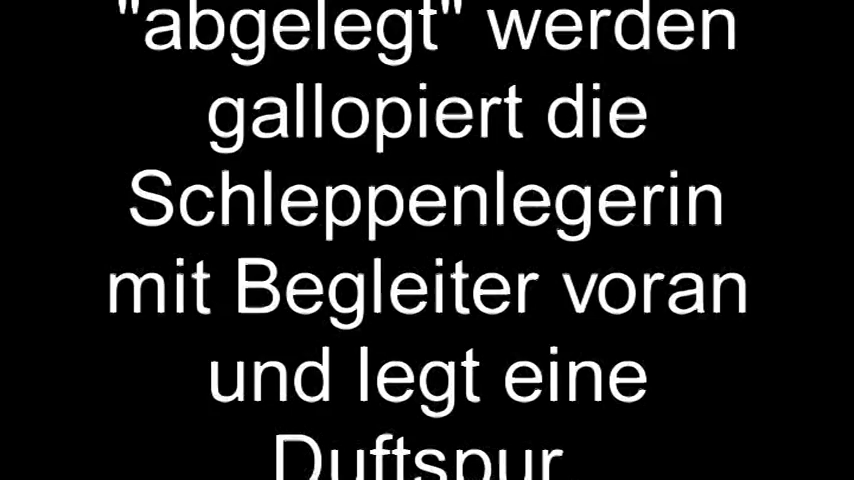 "abgelegt" werden
gallopiert die
Schleppenlegerin
mit Begleiter voran
und legt eine
Duftspur